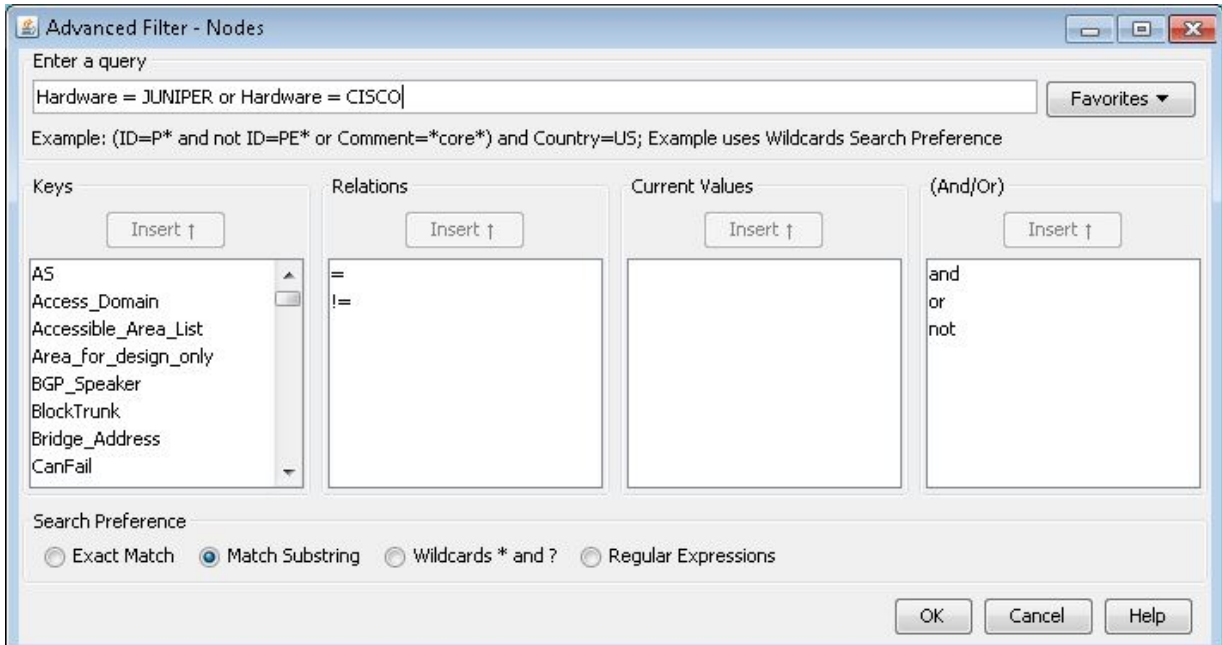 Advanced Filter - Nodes
Enter a query
Hardware = JUNIPER or Hardware = CISCO
Favorites
Example: (ID=P* and not ID=PE* or Comment=*core*) and Country=US; Example uses Wildcards Search Preference
Keys
Relations
Current Values
(And/Or)
Insert ↑
Insert ↑
Insert ↑
Insert ↑
AS
Access_Domain
Accessible_Area_List
Area_for_design_only
BGP_Speaker
BlockTrunk
Bridge_Address
CanFail
=
!=
and
or
not
Search Preference
Exact Match
Match Substring
Wildcards * and ?
Regular Expressions
OK
Cancel
Help